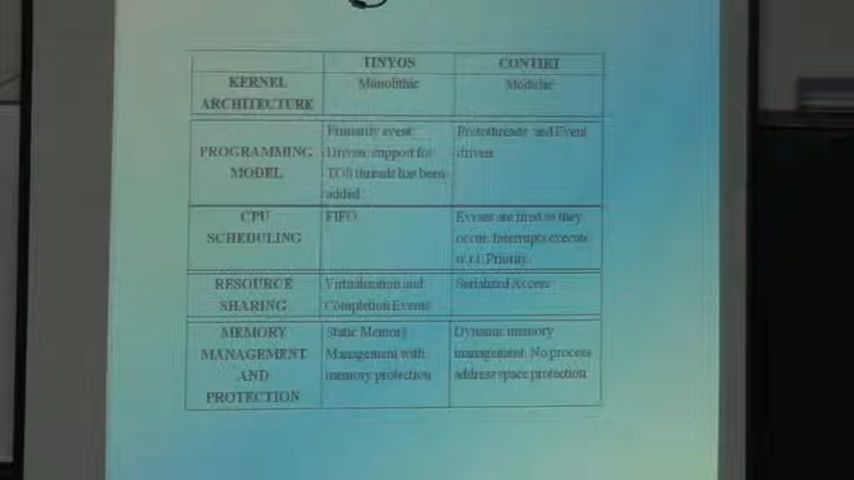 TINYOS CONTIKI
KERNEL ARCHITECTURE Monolithic Modular
PROGRAMMING MODEL
Primarily event
Driven, support for
TOS threads has been
added
Protothreads and Event
driven
CPU SCHEDULING
FIFO
Events are fired as they
occur. Interrupts execute
w.r.t. Priority
RESOURCE SHARING
Virtualization and
Completion Events
Serialized Access
MEMORY
MANAGEMENT
AND
PROTECTION
Static Memory
Management with
memory protection
Dynamic memory
management. No process
address space protection